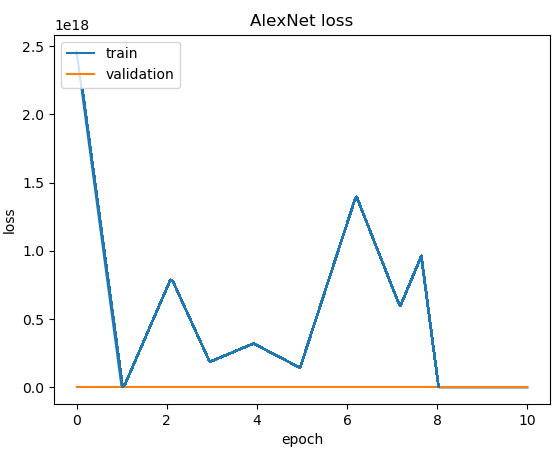 AlexNet loss
1e18
train
validation
2.5
2.0
1.5
1.0
0.5
0.0
loss
0 2 4 6 8 10
epoch